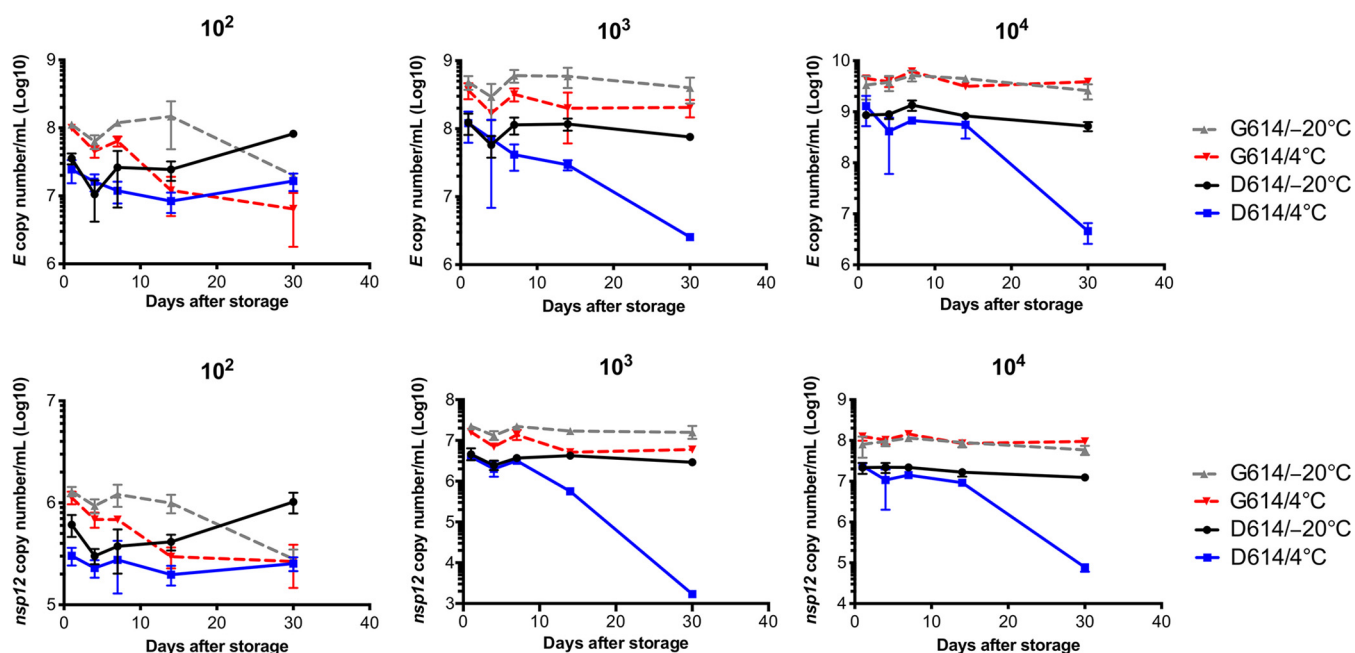 10²
10³
10⁴
E copy number/mL (Log10)
9
8
7
6
0 10 20 30 40
Days after storage
E copy number/mL (Log10)
9
8
7
6
0 10 20 30 40
Days after storage
E copy number/mL (Log10)
10
9
8
7
6
0 10 20 30 40
Days after storage
G614/−20°C
G614/4°C
D614/−20°C
D614/4°C
10²
10³
10⁴
nsp12 copy number/mL (Log10)
7
6
5
0 10 20 30 40
Days after storage
nsp12 copy number/mL (Log10)
8
7
6
5
4
3
0 10 20 30 40
Days after storage
nsp12 copy number/mL (Log10)
9
8
7
6
5
4
0 10 20 30 40
Days after storage
G614/−20°C
G614/4°C
D614/−20°C
D614/4°C